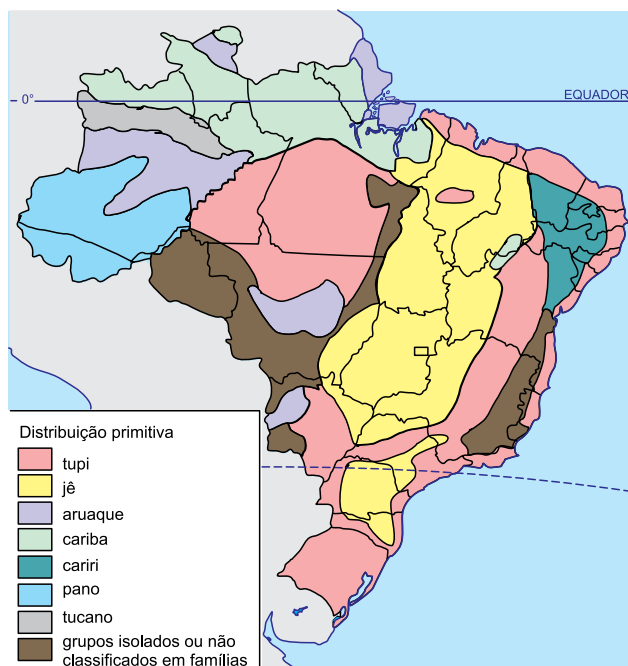 0°
EQUADOR
Distribuição primitiva
tupi
jê
aruaque
cariba
cariri
pano
tucano
grupos isolados ou não
classificados em famílias